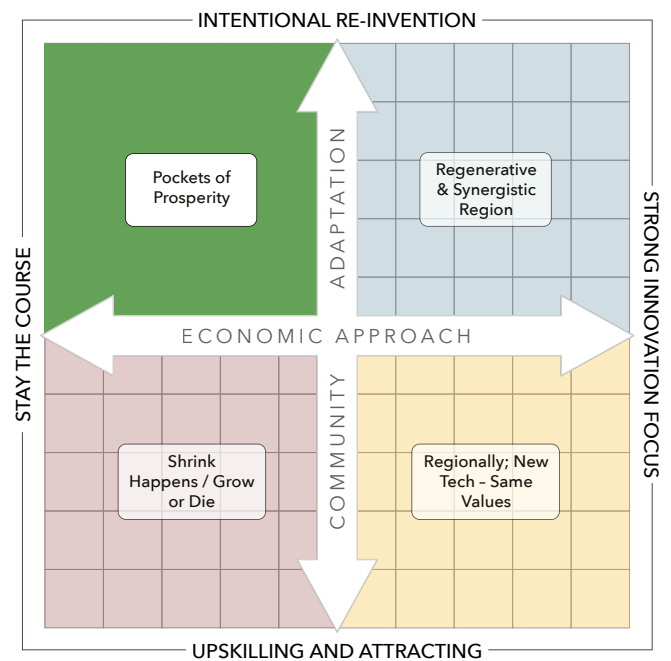 INTENTIONAL RE-INVENTION
Pockets of
Prosperity
Regenerative
& Synergistic
Region
ADAPTATION
STAY THE COURSE
STRONG INNOVATION FOCUS
ECONOMIC APPROACH
COMMUNITY
Shrink
Happens / Grow
or Die
Regionally; New
Tech – Same
Values
UPSKILLING AND ATTRACTING